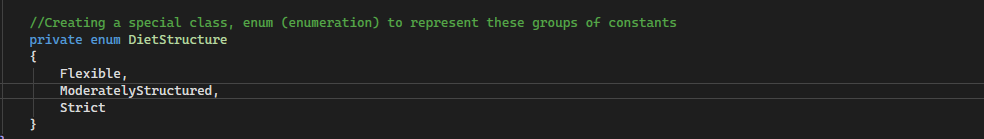 //Creating a special class, enum (enumeration) to represent these groups of constants
private enum DietStructure
{
Flexible,
ModeratelyStructured,
Strict
}